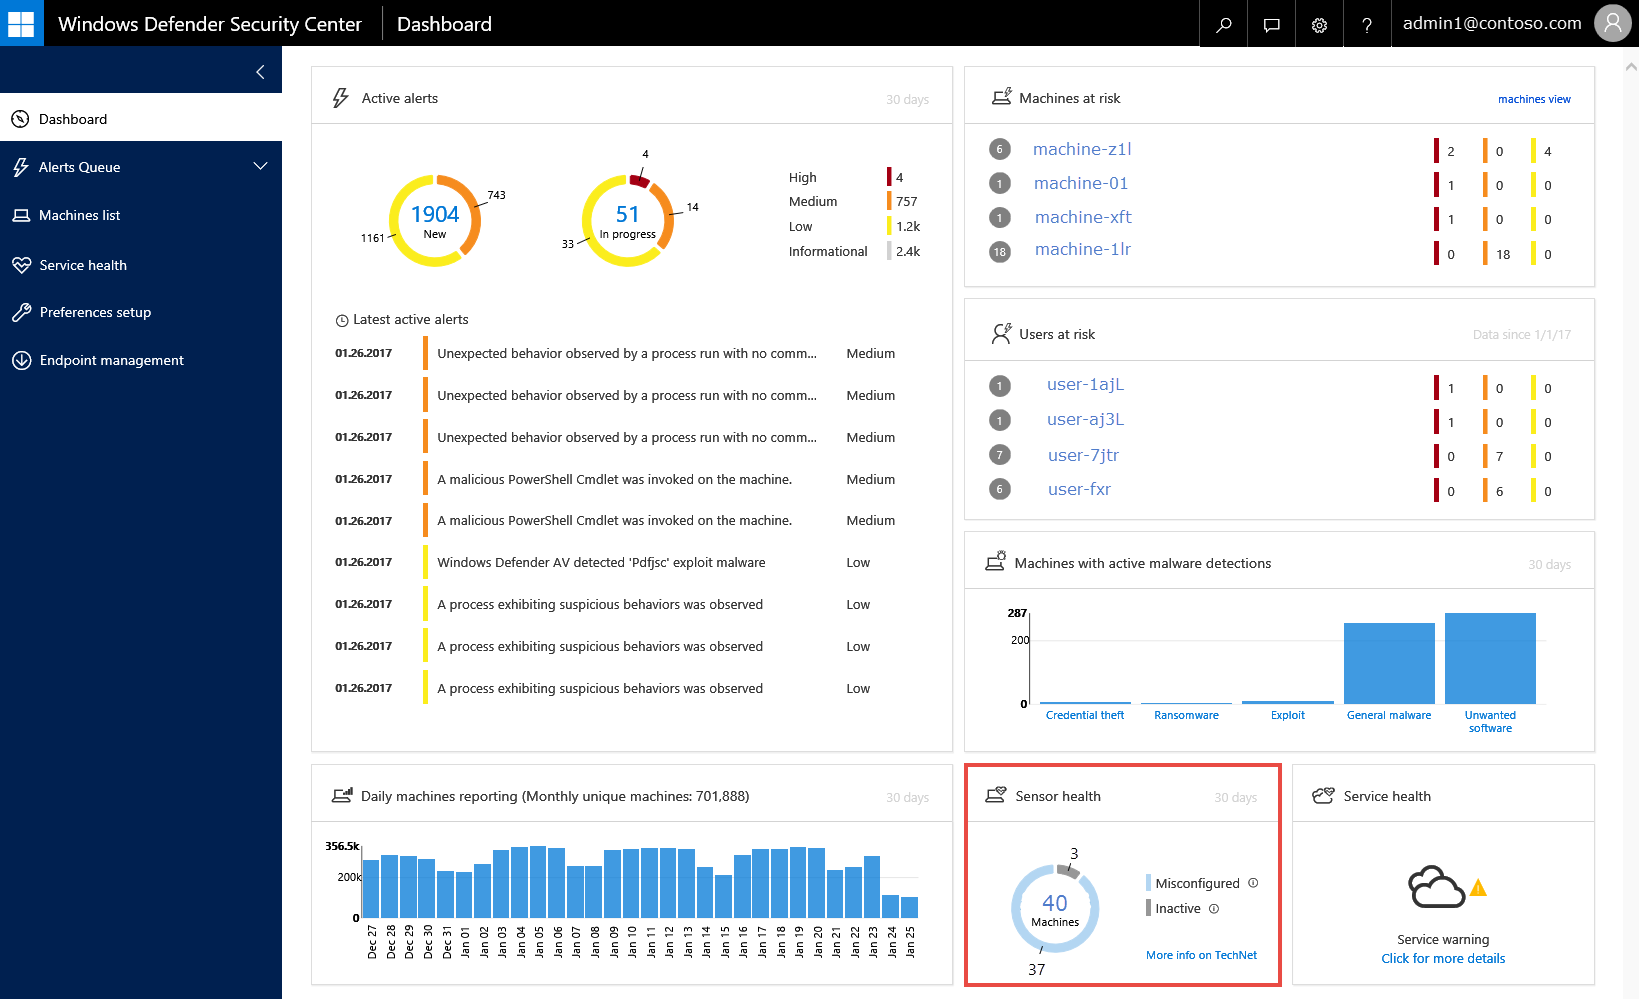 Windows Defender Security Center
Dashboard
?
admin1@contoso.com
Dashboard
Alerts Queue
Machines list
Service health
Preferences setup
Endpoint management
Active alerts
30 days
1904
New
743
1161
51
In progress
4
14
33
High 4
Medium 757
Low 1.2k
Informational 2.4k
Latest active alerts
01.26.2017 Unexpected behavior observed by a process run with no comm... Medium
01.26.2017 Unexpected behavior observed by a process run with no comm... Medium
01.26.2017 Unexpected behavior observed by a process run with no comm... Medium
01.26.2017 A malicious PowerShell Cmdlet was invoked on the machine. Medium
01.26.2017 A malicious PowerShell Cmdlet was invoked on the machine. Medium
01.26.2017 Windows Defender AV detected 'Pdfjsc' exploit malware Low
01.26.2017 A process exhibiting suspicious behaviors was observed Low
01.26.2017 A process exhibiting suspicious behaviors was observed Low
01.26.2017 A process exhibiting suspicious behaviors was observed Low
Machines at risk
machines view
6 machine-z1l 2 0 4
1 machine-01 1 0 0
1 machine-xft 1 0 0
18 machine-1lr 0 18 0
Users at risk
Data since 1/1/17
1 user-1ajL 1 0 0
1 user-aj3L 1 0 0
7 user-7jtr 0 7 0
6 user-fxr 0 6 0
Machines with active malware detections
30 days
287
200
0
Credential theft
Ransomware
Exploit
General malware
Unwanted
software
Daily machines reporting (Monthly unique machines: 701,888)
30 days
356.5k
200k
0
Dec 27
Dec 28
Dec 29
Dec 30
Dec 31
Jan 01
Jan 02
Jan 03
Jan 04
Jan 05
Jan 06
Jan 07
Jan 08
Jan 09
Jan 10
Jan 11
Jan 12
Jan 13
Jan 14
Jan 15
Jan 16
Jan 17
Jan 18
Jan 19
Jan 20
Jan 21
Jan 22
Jan 23
Jan 24
Jan 25
Sensor health
30 days
3
40
Machines
37
Misconfigured
Inactive
More info on TechNet
Service health
Service warning
Click for more details